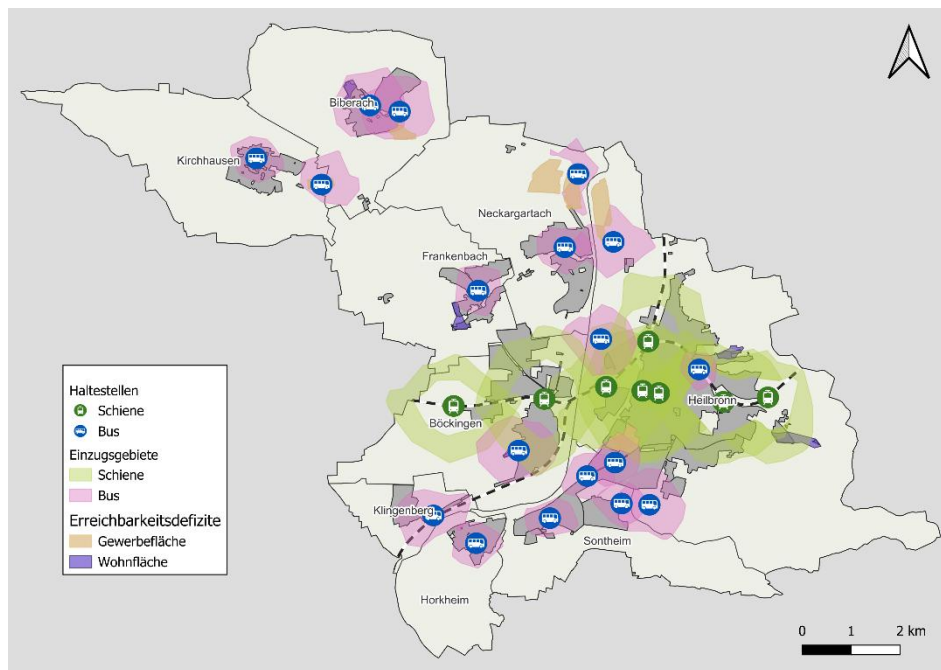 Biberach
Kirchhausen
Neckargartach
Frankenbach
Heilbronn
Böckingen
Klingenberg
Sontheim
Horkheim
Haltestellen
Schiene
Bus
Einzugsgebiete
Schiene
Bus
Erreichbarkeitsdefizite
Gewerbefläche
Wohnfläche
0 1 2 km